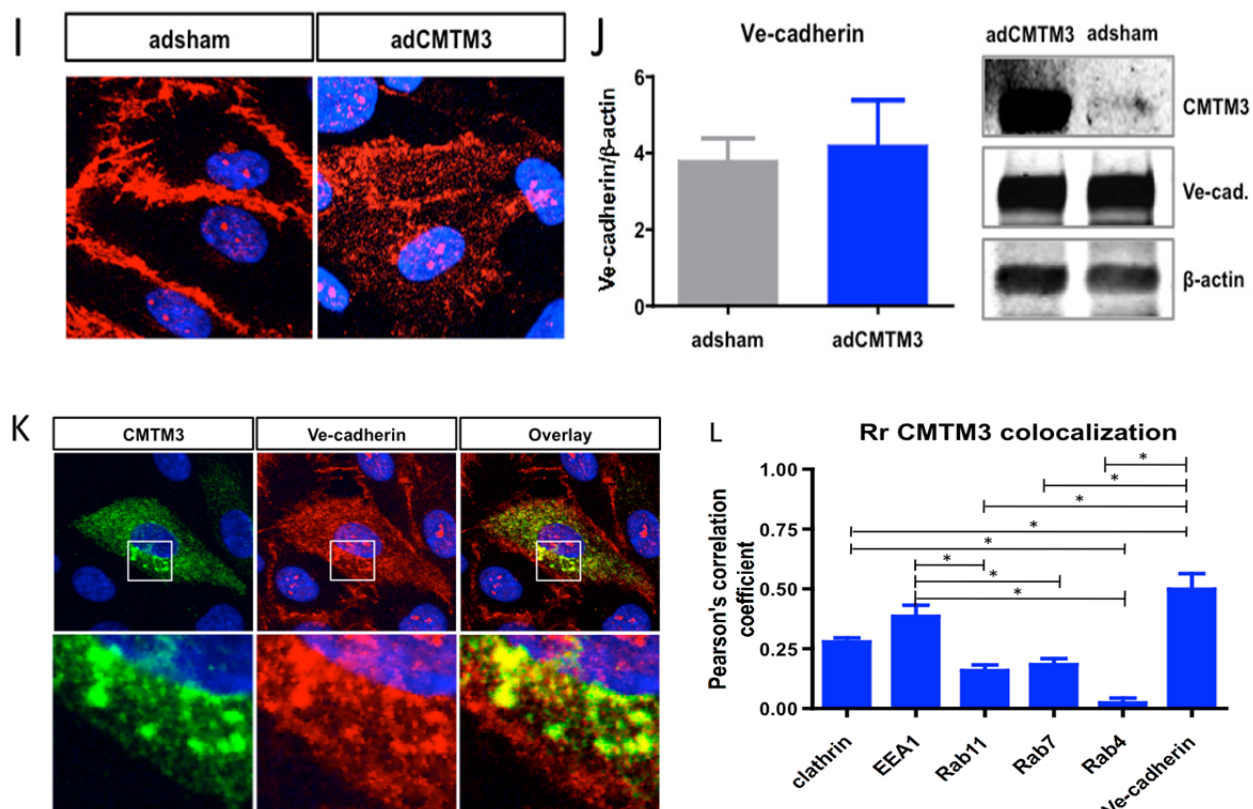 I
adsham
adCMTM3
J
Ve-cadherin
Ve-cadherin/β-actin
6
4
2
0
adsham
adCMTM3
adCMTM3 adsham
CMTM3
Ve-cad.
β-actin
K
CMTM3
Ve-cadherin
Overlay
L
Rr CMTM3 colocalization
Pearson's correlation
coefficient
1.00
0.75
0.50
0.25
0.00
*
*
*
*
*
*
*
*
clathrin
EEA1
Rab11
Rab7
Rab4
Ve-cadherin